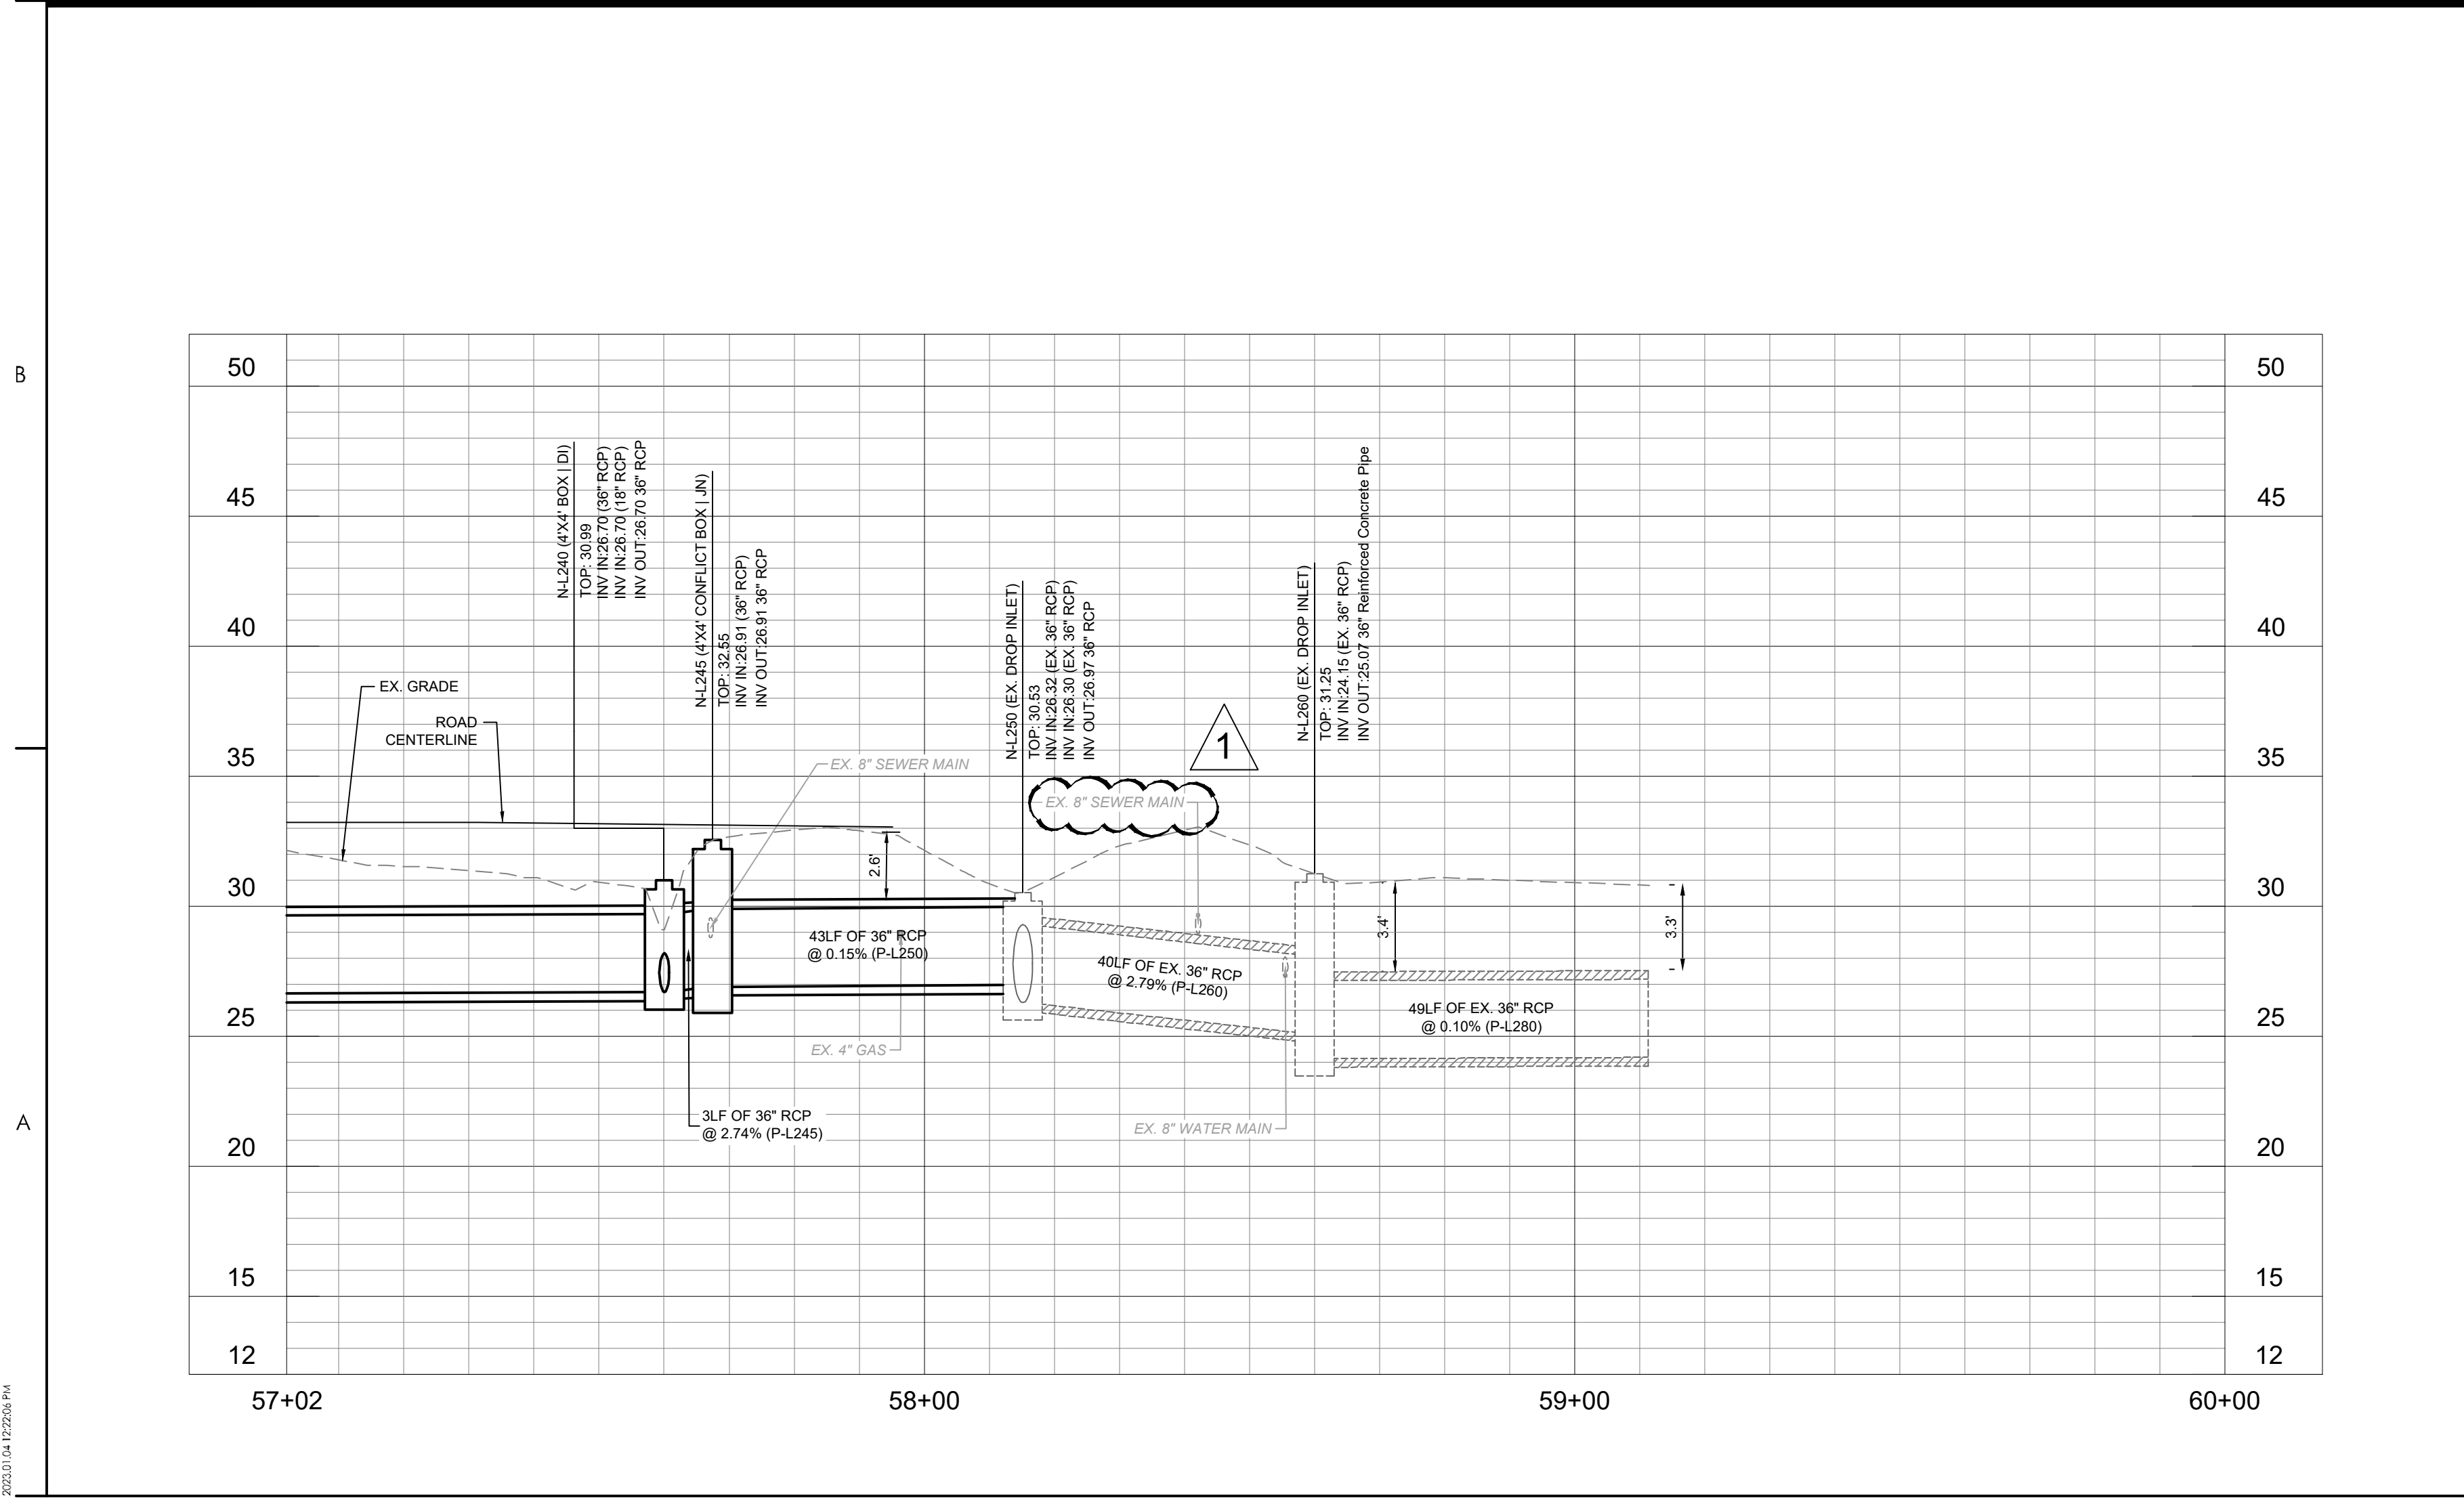 B
A
2023.01.04 12:22:06 PM
50
45
40
35
30
25
20
15
12
50
45
40
35
30
25
20
15
12
57+02
58+00
59+00
60+00
N-L240 (4'X4' BOX | DI)
TOP: 30.99
INV IN:26.70 (36" RCP)
INV IN:26.70 (18" RCP)
INV OUT:26.70 36" RCP
N-L245 (4'X4' CONFLICT BOX | JN)
TOP: 32.55
INV IN:26.91 (36" RCP)
INV OUT:26.91 36" RCP
N-L250 (EX. DROP INLET)
TOP: 30.53
INV IN:26.32 (EX. 36" RCP)
INV IN:26.30 (EX. 36" RCP)
INV OUT:26.97 36" RCP
N-L260 (EX. DROP INLET)
TOP: 31.25
INV IN:24.15 (EX. 36" RCP)
INV OUT:25.07 36" Reinforced Concrete Pipe
EX. GRADE
ROAD
CENTERLINE
EX. 8" SEWER MAIN
EX. 8" SEWER MAIN
1
2.6'
3.4'
3.3'
43LF OF 36" RCP
@ 0.15% (P-L250)
40LF OF EX. 36" RCP
@ 2.79% (P-L260)
49LF OF EX. 36" RCP
@ 0.10% (P-L280)
EX. 4" GAS
3LF OF 36" RCP
@ 2.74% (P-L245)
EX. 8" WATER MAIN